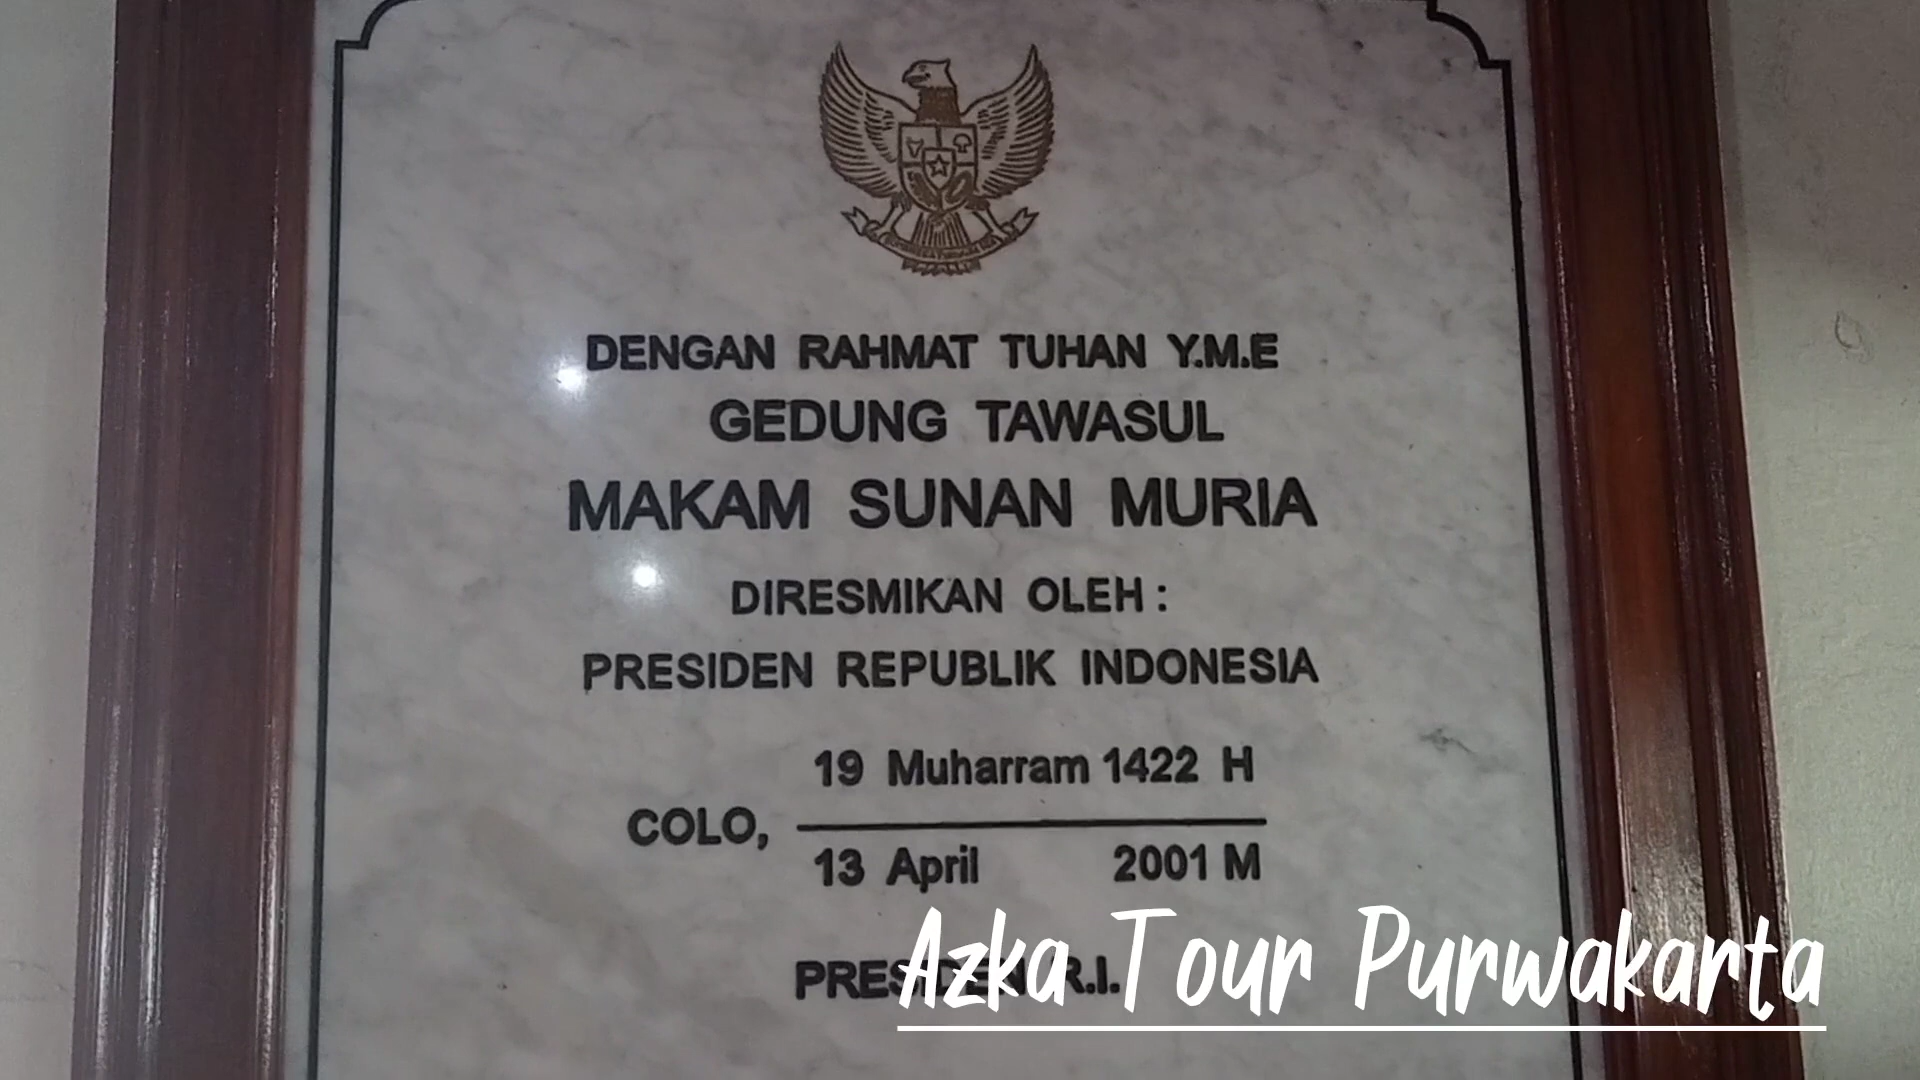 DENGAN RAHMAT TUHAN Y.M.E
GEDUNG TAWASUL
MAKAM SUNAN MURIA
DIRESMIKAN OLEH :
PRESIDEN REPUBLIK INDONESIA
19 Muharram 1422 H
COLO,
13 April 2001 M
PRESIDEN R.I.
Azka Tour Purwakarta